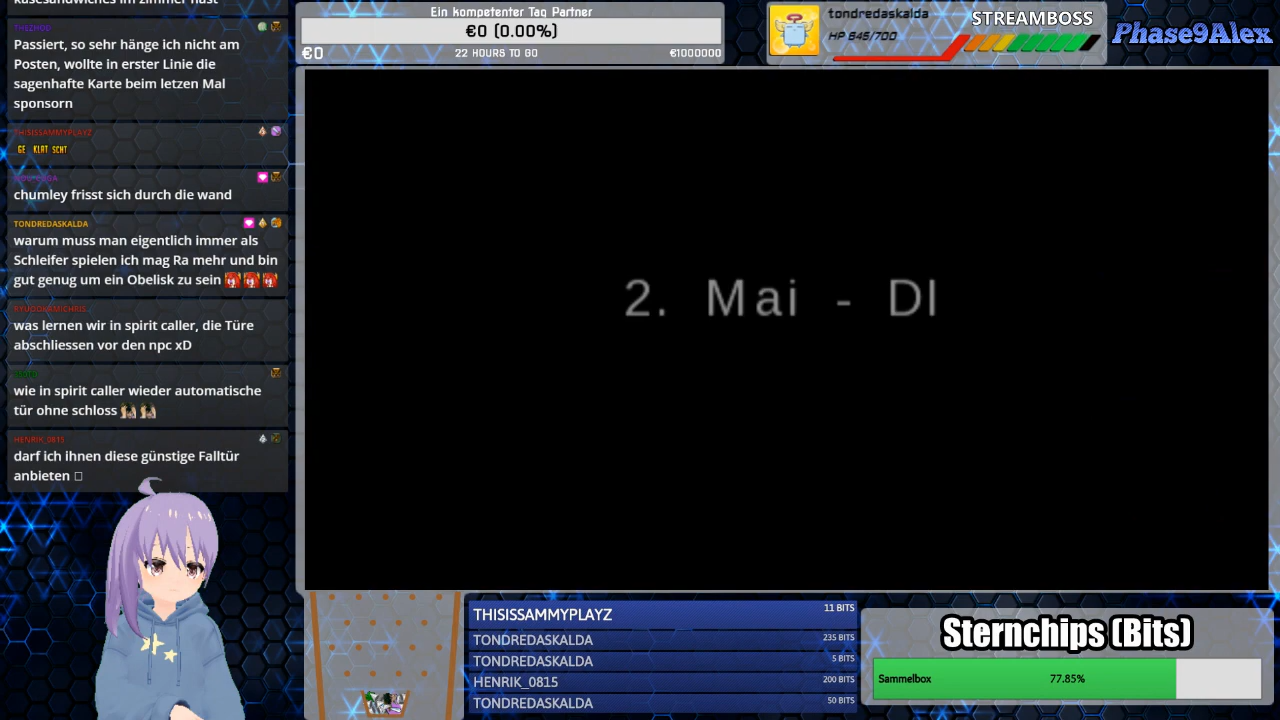 THEZHOD
Passiert, so sehr hänge ich nicht am
Posten, wollte in erster Linie die
sagenhafte Karte beim letzen Mal
sponsorn
THISISSAMMYPLAYZ
GE KLAT SCHT
chumley frisst sich durch die wand
TONDREDASKALDA
warum muss man eigentlich immer als
Schleifer spielen ich mag Ra mehr und bin
gut genug um ein Obelisk zu sein
was lernen wir in spirit caller, die Türe
abschliessen vor den npc xD
wie in spirit caller wieder automatische
tür ohne schloss
HENRIK_0815
darf ich ihnen diese günstige Falltür
anbieten
Ein kompetenter Tag Partner
€0 (0.00%)
€0
22 HOURS TO GO
€1000000
tondredaskalda
HP 645/700
STREAMBOSS
Phase9Alex
2. Mai - DI
THISISSAMMYPLAYZ 11 BITS
TONDREDASKALDA 235 BITS
TONDREDASKALDA 5 BITS
HENRIK_0815 200 BITS
TONDREDASKALDA 50 BITS
Sternchips (Bits)
Sammelbox 77.85%